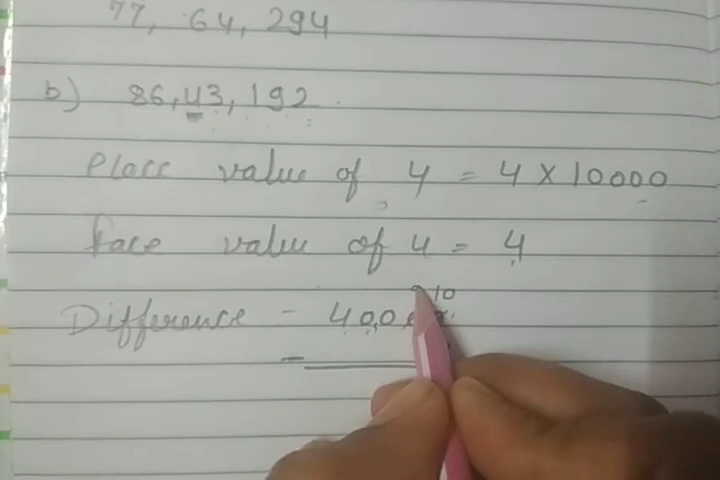 77, 64, 294
b) 86,43,192
Place value of 4 = 4 X 10000
face value of 4 = 4
10
Difference - 40,0
-